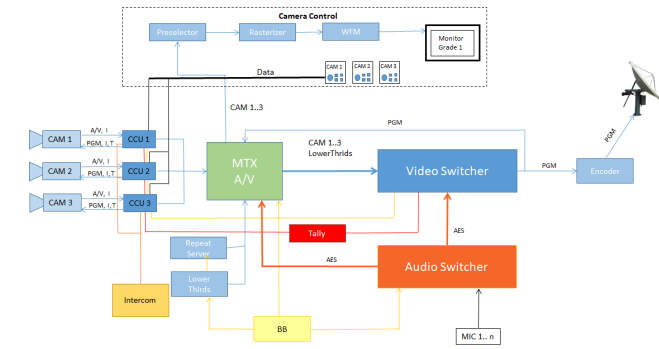 Camera Control
Preselector
Rasterizer
WFM
Monitor
Grade 1
CAM 1
CAM 2
CAM 3
Data
CAM 1..3
PGM
CAM 1
A/V, I
PGM, I, T
CCU 1
CAM 2
A/V, I
PGM, I, T
CCU 2
CAM 3
A/V, I
PGM, I, T
CCU 3
MTX
A/V
CAM 1..3
LowerThrids
Video Switcher
PGM
Encoder
PGM
Tally
AES
AES
Repeat
Server
Lower
Thirds
Audio Switcher
Intercom
BB
MIC 1.. n